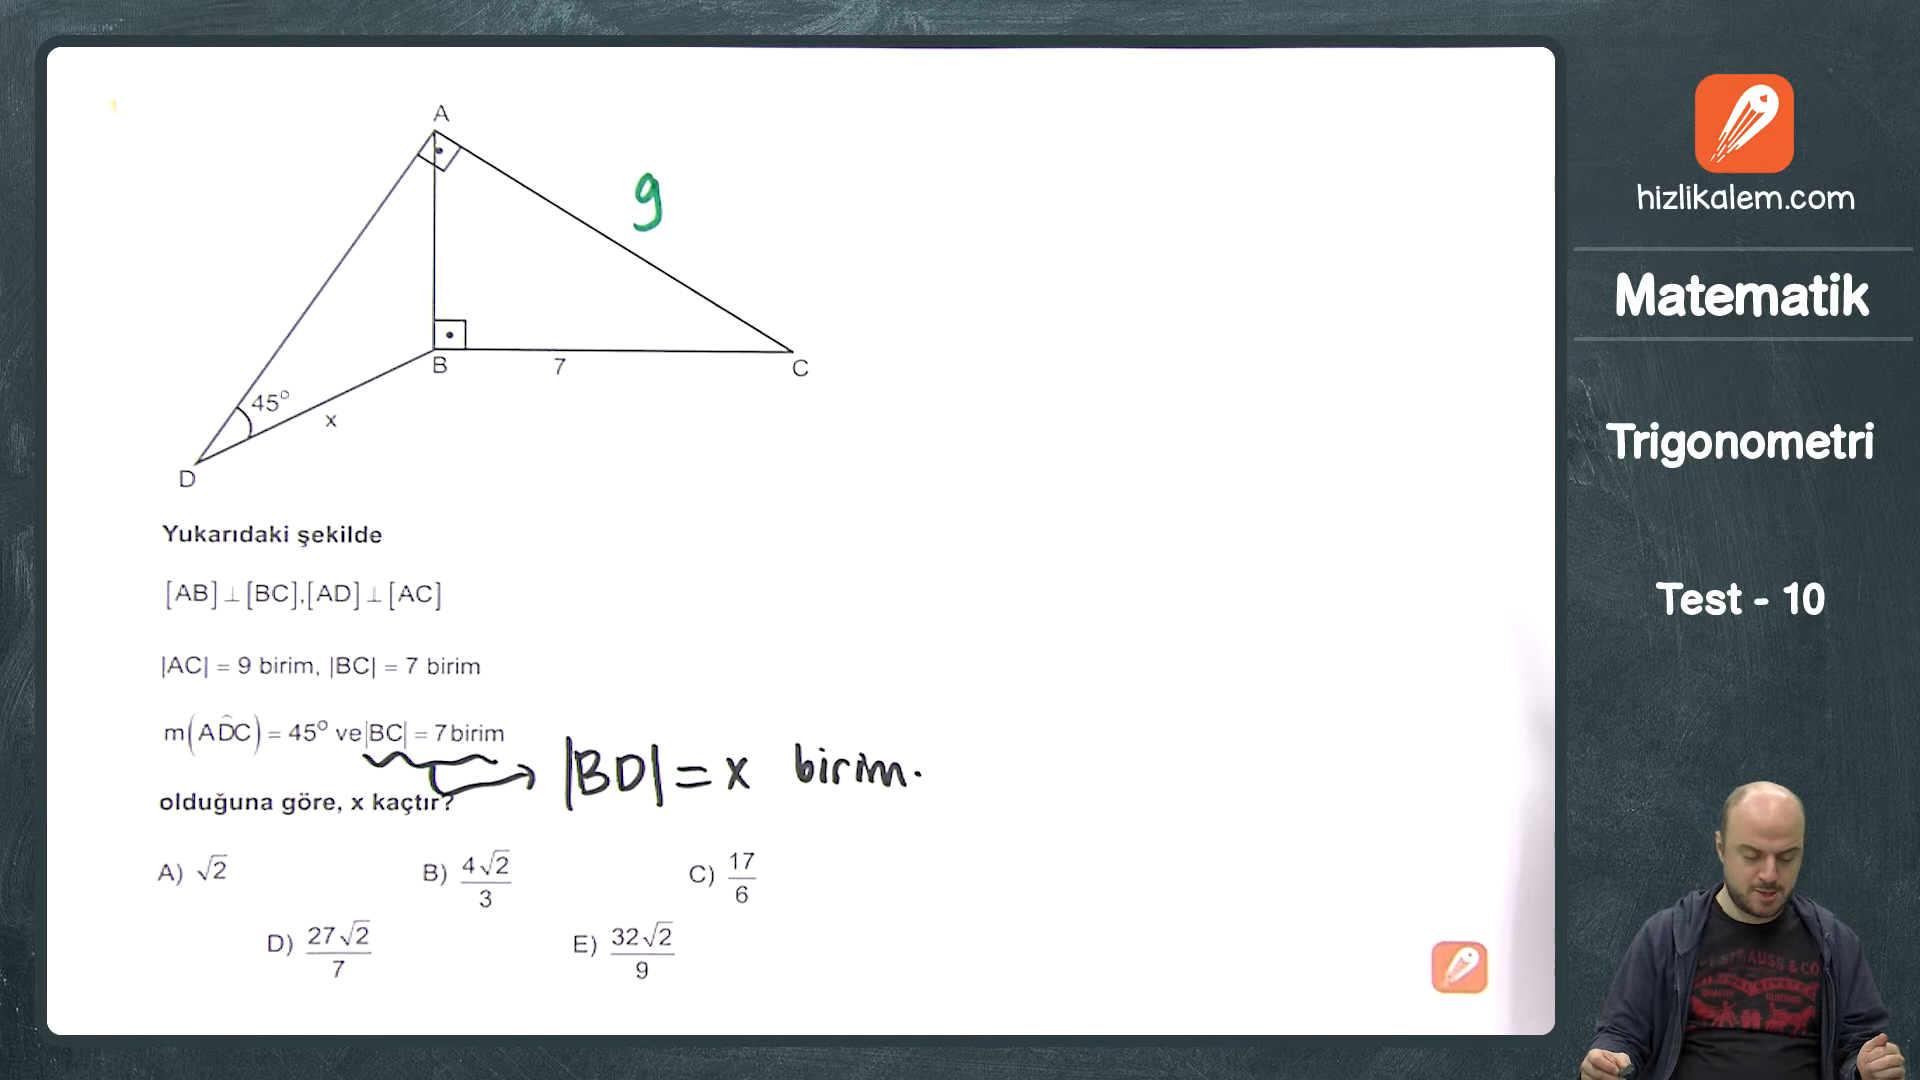 A
9
B
7
C
45°
x
D
Yukarıdaki şekilde
[AB]⊥[BC],[AD]⊥[AC]
|AC| = 9 birim, |BC| = 7 birim
m(ADC) = 45° ve|BC| = 7birim
|BD| = x birim.
olduğuna göre, x kaçtır?
A) √2 B) 4√2/3 C) 17/6
D) 27√2/7 E) 32√2/9
hizlikalem.com
Matematik
Trigonometri
Test - 10